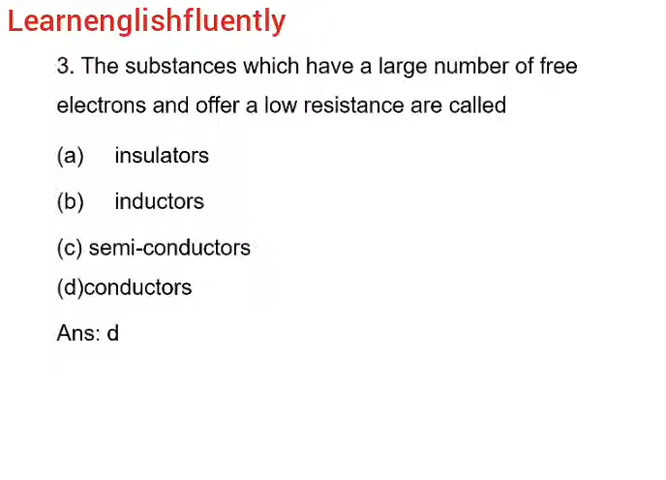 Learnenglishfluently
3. The substances which have a large number of free
electrons and offer a low resistance are called
(a) insulators
(b) inductors
(c) semi-conductors
(d)conductors
Ans: d